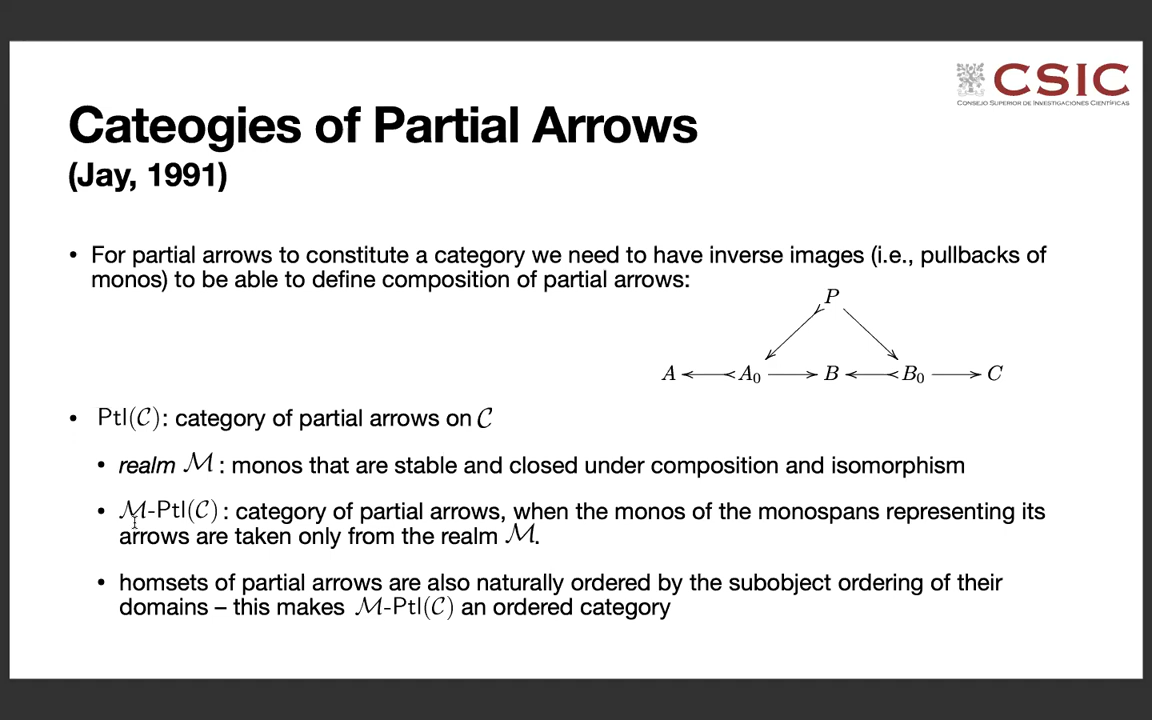 CSIC
CONSEJO SUPERIOR DE INVESTIGACIONES CIENTÍFICAS
Cateogies of Partial Arrows
(Jay, 1991)
• For partial arrows to constitute a category we need to have inverse images (i.e., pullbacks of
monos) to be able to define composition of partial arrows:
P
A A₀ B B₀ C
• Ptl(𝒞): category of partial arrows on 𝒞
• realm ℳ: monos that are stable and closed under composition and isomorphism
• ℳ-Ptl(𝒞): category of partial arrows, when the monos of the monospans representing its
arrows are taken only from the realm ℳ.
• homsets of partial arrows are also naturally ordered by the subobject ordering of their
domains – this makes ℳ-Ptl(𝒞) an ordered category